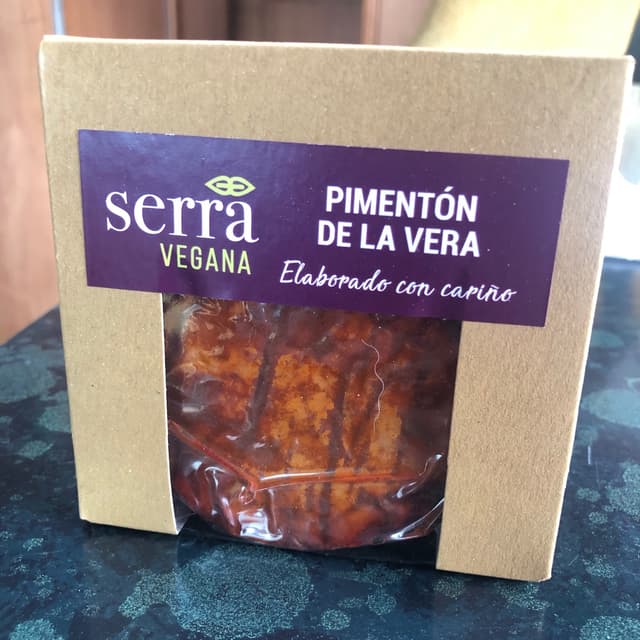 serra
VEGANA
PIMENTÓN
DE LA VERA
Elaborado con cariño